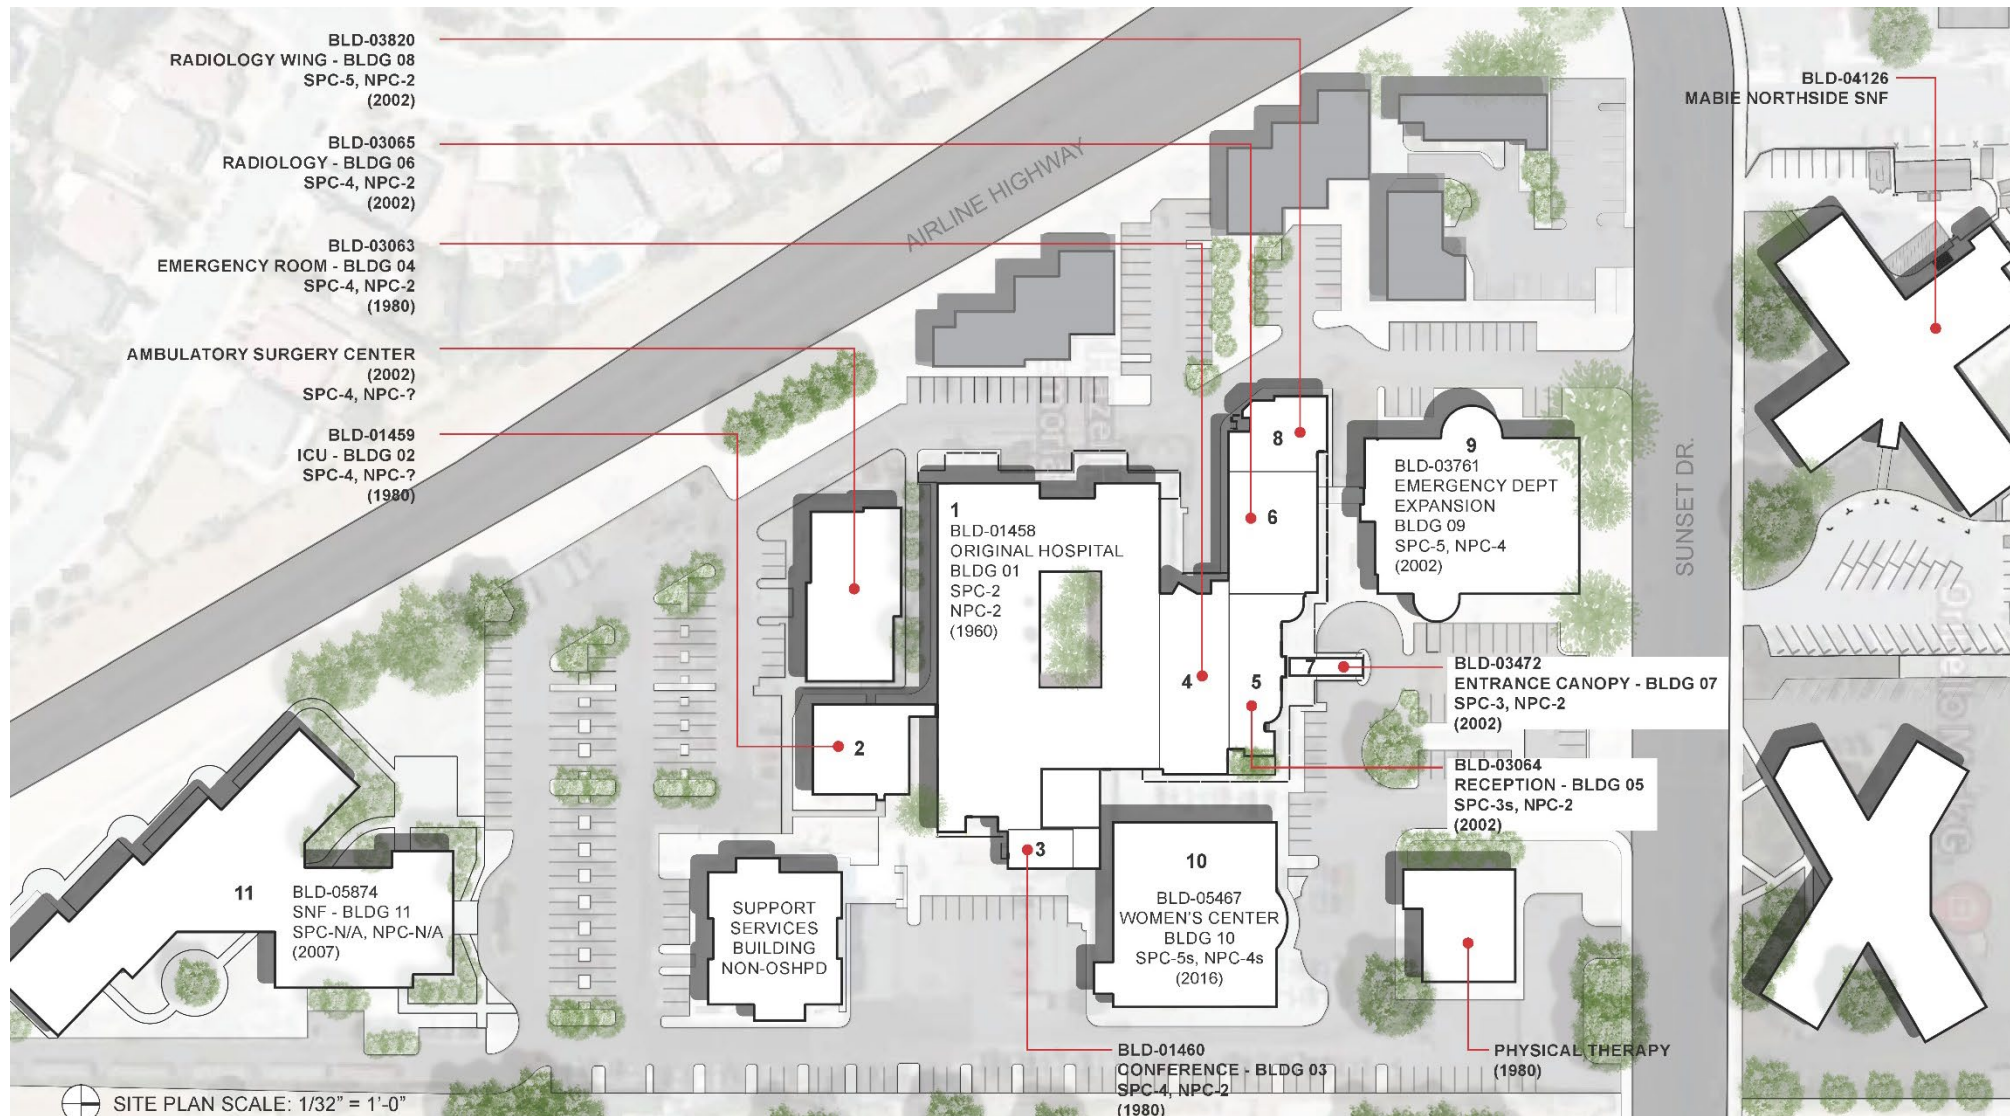 BLD-03820
RADIOLOGY WING - BLDG 08
SPC-5, NPC-2
(2002)
BLD-03065
RADIOLOGY - BLDG 06
SPC-4, NPC-2
(2002)
BLD-03063
EMERGENCY ROOM - BLDG 04
SPC-4, NPC-2
(1980)
AMBULATORY SURGERY CENTER
(2002)
SPC-4, NPC-?
BLD-01459
ICU - BLDG 02
SPC-4, NPC-?
(1980)
AIRLINE HIGHWAY
BLD-04126
MABIE NORTHSIDE SNF
SUNSET DR.
8
6
9
BLD-03761
EMERGENCY DEPT
EXPANSION
BLDG 09
SPC-5, NPC-4
(2002)
1
BLD-01458
ORIGINAL HOSPITAL
BLDG 01
SPC-2
NPC-2
(1960)
4
5
7
BLD-03472
ENTRANCE CANOPY - BLDG 07
SPC-3, NPC-2
(2002)
2
BLD-03064
RECEPTION - BLDG 05
SPC-3s, NPC-2
(2002)
3
10
BLD-05467
WOMEN'S CENTER
BLDG 10
SPC-5s, NPC-4s
(2016)
11
BLD-05874
SNF - BLDG 11
SPC-N/A, NPC-N/A
(2007)
SUPPORT
SERVICES
BUILDING
NON-OSHPD
BLD-01460
CONFERENCE - BLDG 03
SPC-4, NPC-2
(1980)
PHYSICAL THERAPY
(1980)
SITE PLAN SCALE: 1/32" = 1'-0"